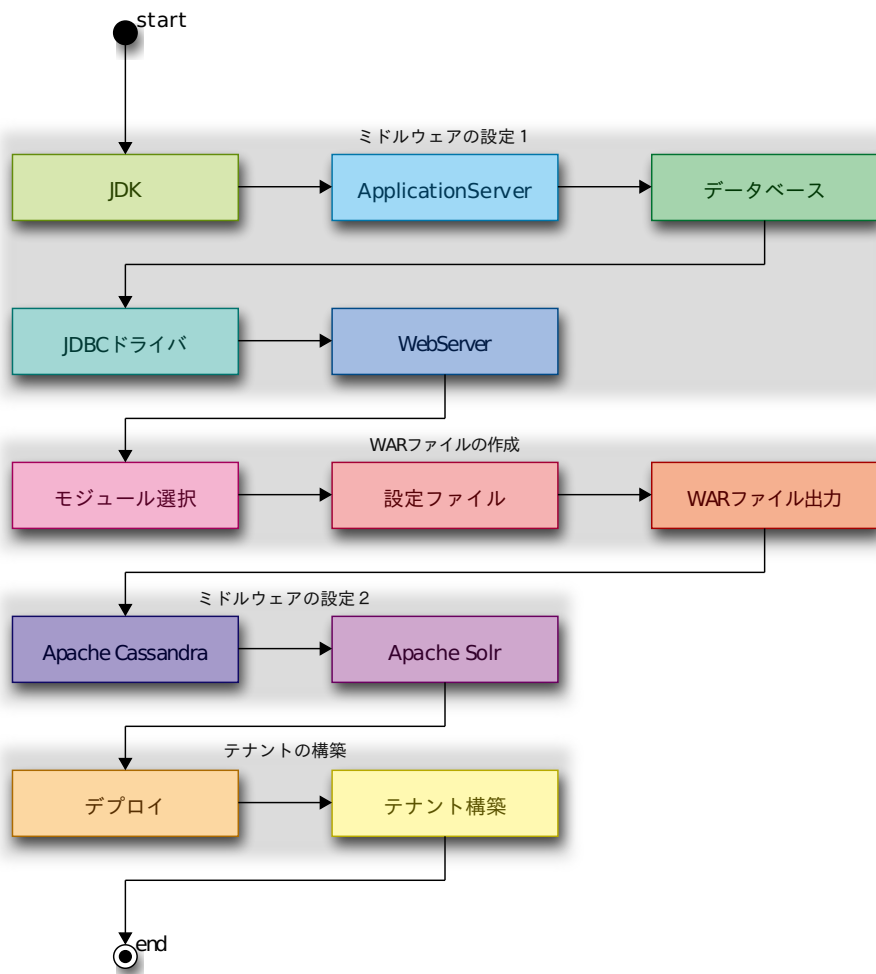 start
ミドルウェアの設定１
JDK
ApplicationServer
データベース
JDBCドライバ
WebServer
WARファイルの作成
モジュール選択
設定ファイル
WARファイル出力
ミドルウェアの設定２
Apache Cassandra
Apache Solr
テナントの構築
デプロイ
テナント構築
end